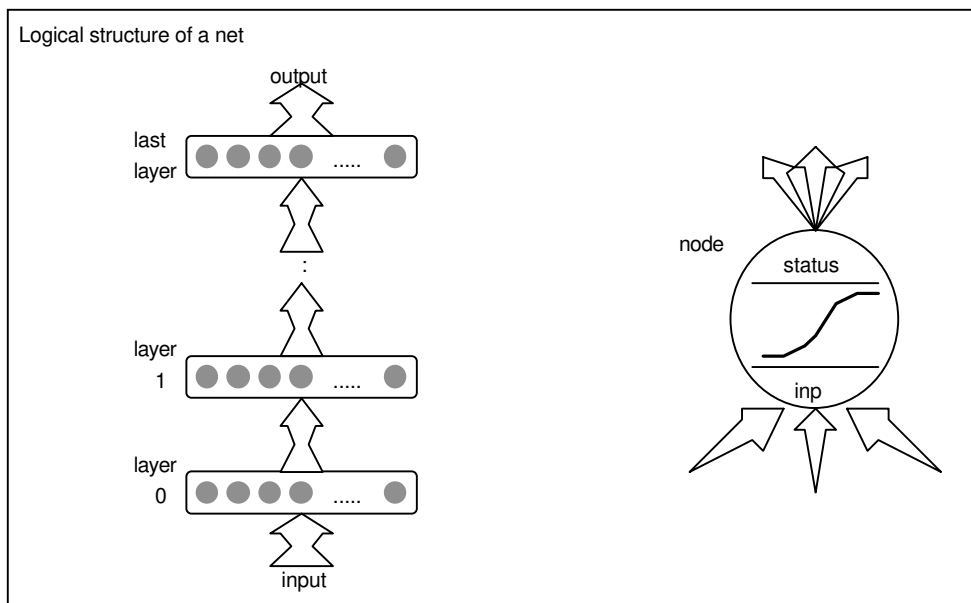 Logical structure of a net
output
last
layer
.....
:
layer
1
.....
layer
0
.....
input
node
status
inp